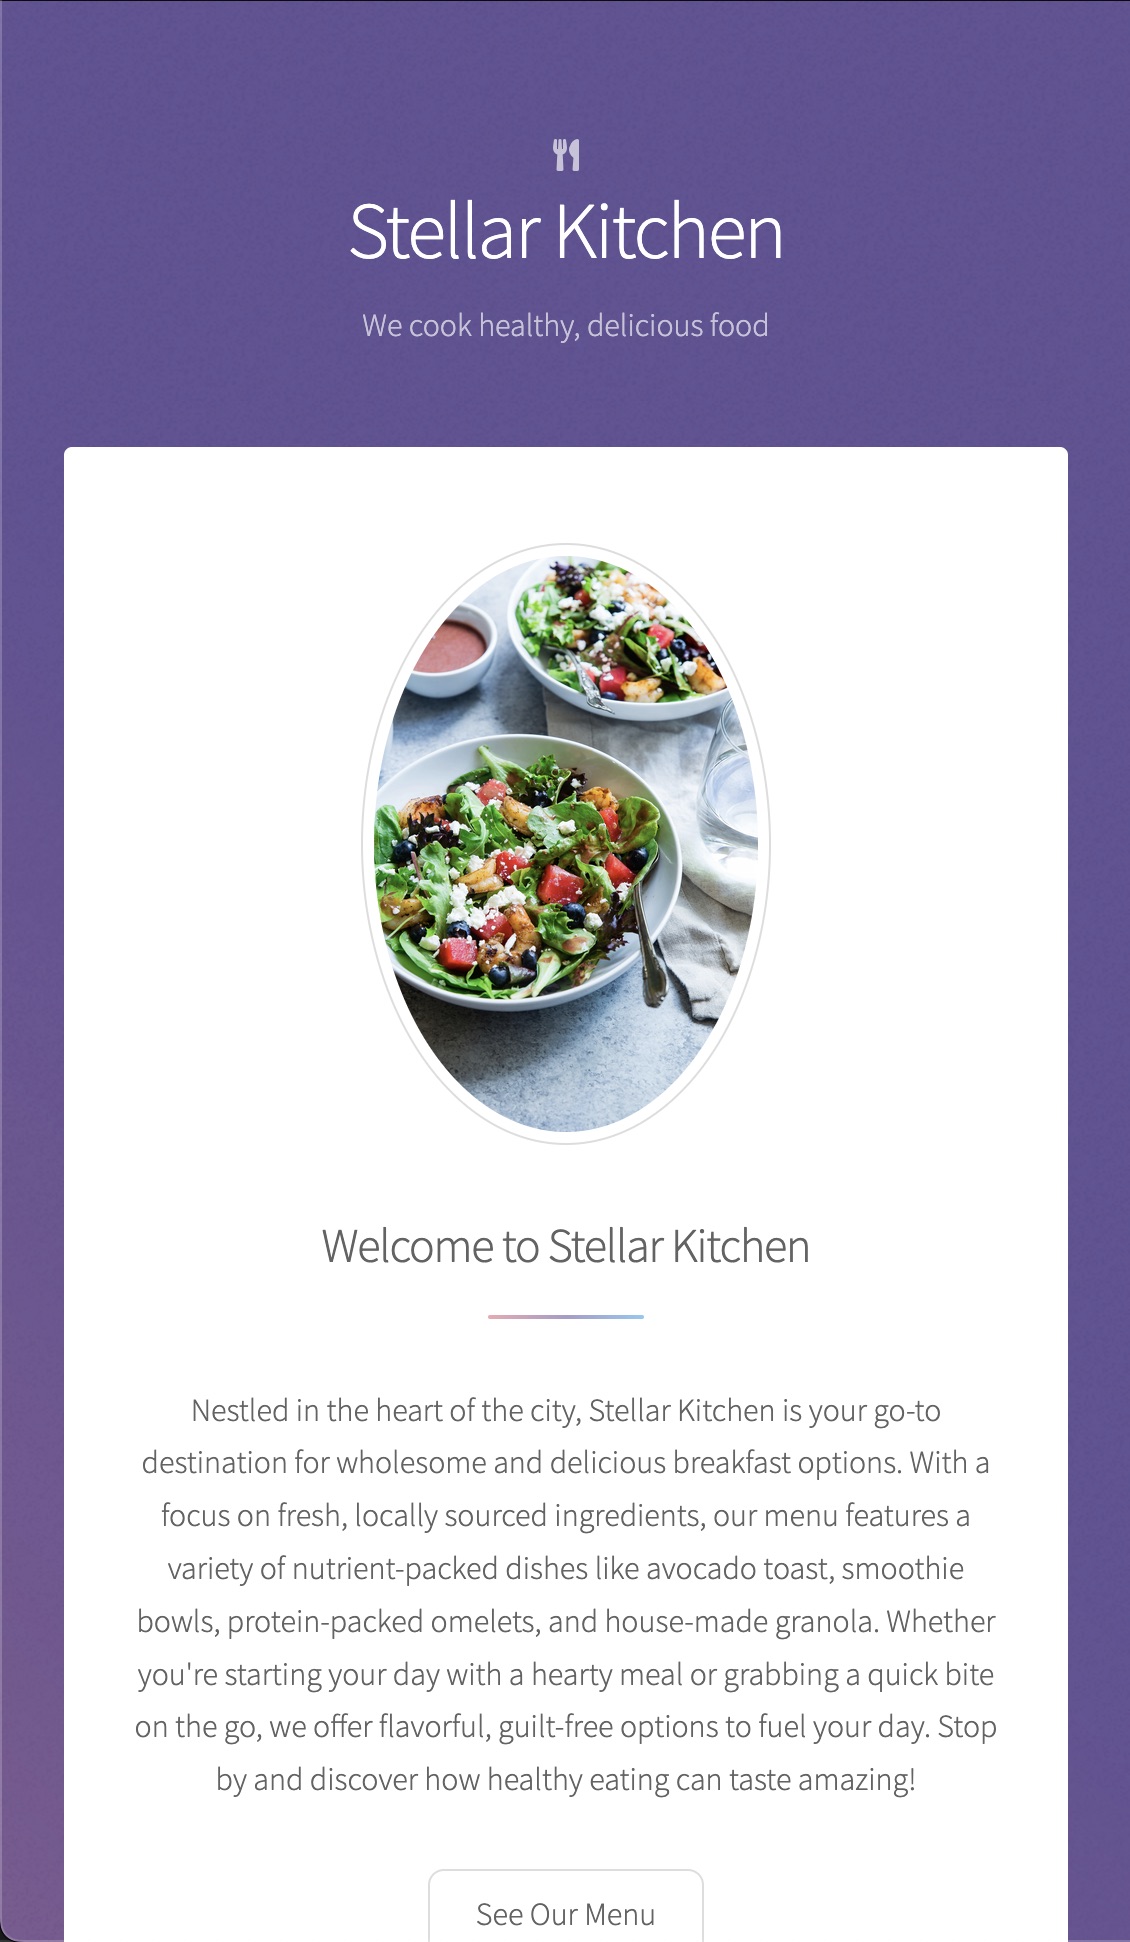 Stellar Kitchen
We cook healthy, delicious food
Welcome to Stellar Kitchen
Nestled in the heart of the city, Stellar Kitchen is your go-to
destination for wholesome and delicious breakfast options. With a
focus on fresh, locally sourced ingredients, our menu features a
variety of nutrient-packed dishes like avocado toast, smoothie
bowls, protein-packed omelets, and house-made granola. Whether
you're starting your day with a hearty meal or grabbing a quick bite
on the go, we offer flavorful, guilt-free options to fuel your day. Stop
by and discover how healthy eating can taste amazing!
See Our Menu